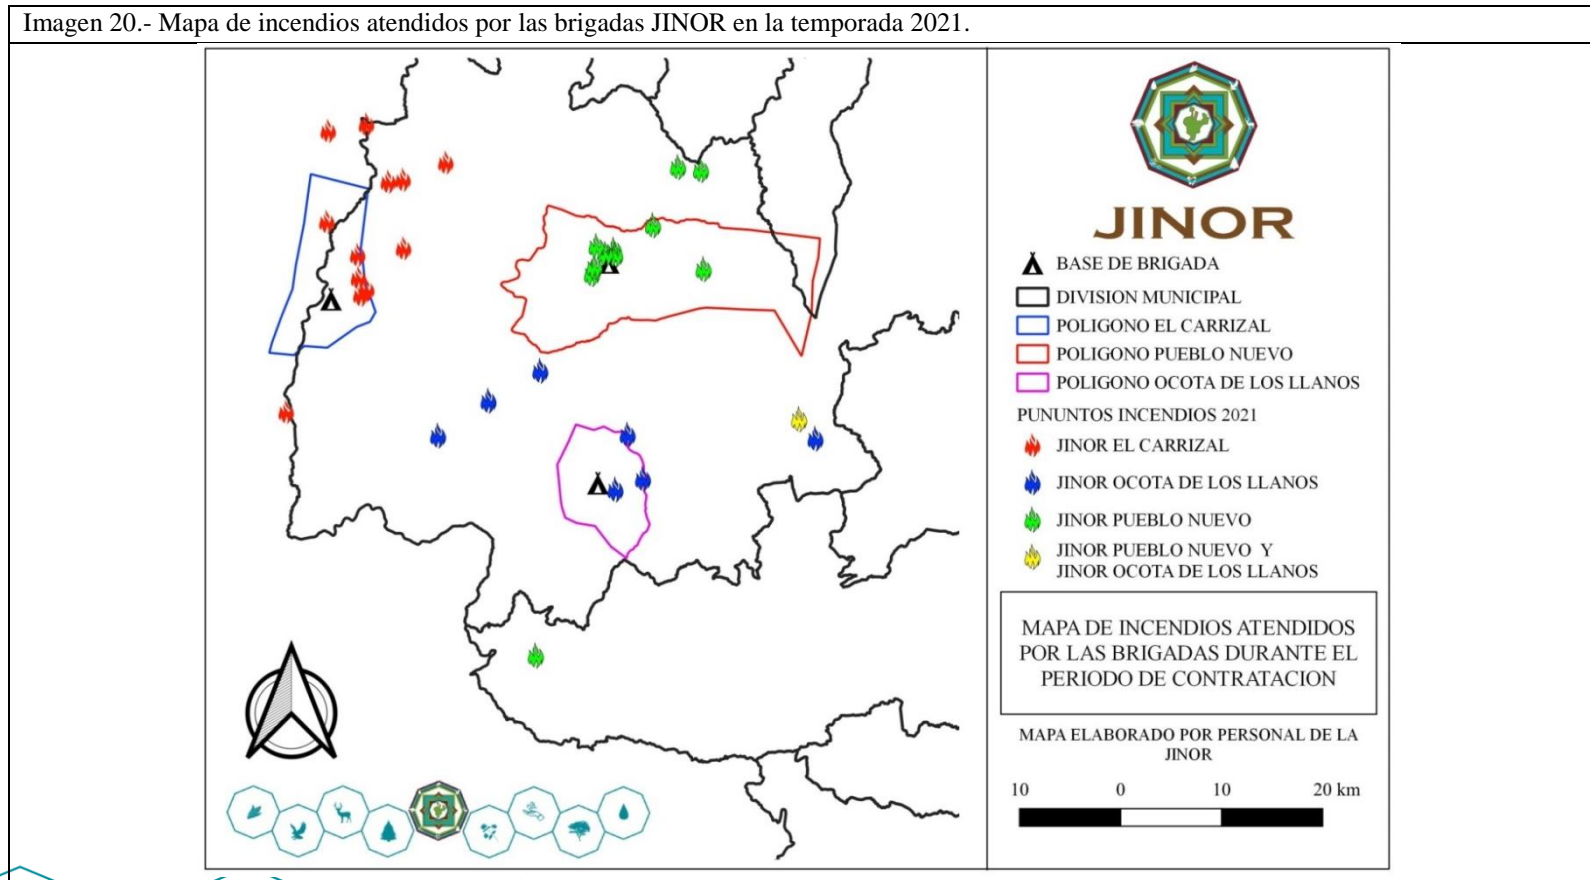 Imagen 20.- Mapa de incendios atendidos por las brigadas JINOR en la temporada 2021.
JINOR
BASE DE BRIGADA
DIVISION MUNICIPAL
POLIGONO EL CARRIZAL
POLIGONO PUEBLO NUEVO
POLIGONO OCOTA DE LOS LLANOS
PUNUNTOS INCENDIOS 2021
JINOR EL CARRIZAL
JINOR OCOTA DE LOS LLANOS
JINOR PUEBLO NUEVO
JINOR PUEBLO NUEVO Y
JINOR OCOTA DE LOS LLANOS
MAPA DE INCENDIOS ATENDIDOS
POR LAS BRIGADAS DURANTE EL
PERIODO DE CONTRATACION
MAPA ELABORADO POR PERSONAL DE LA
JINOR
10 0 10 20 km